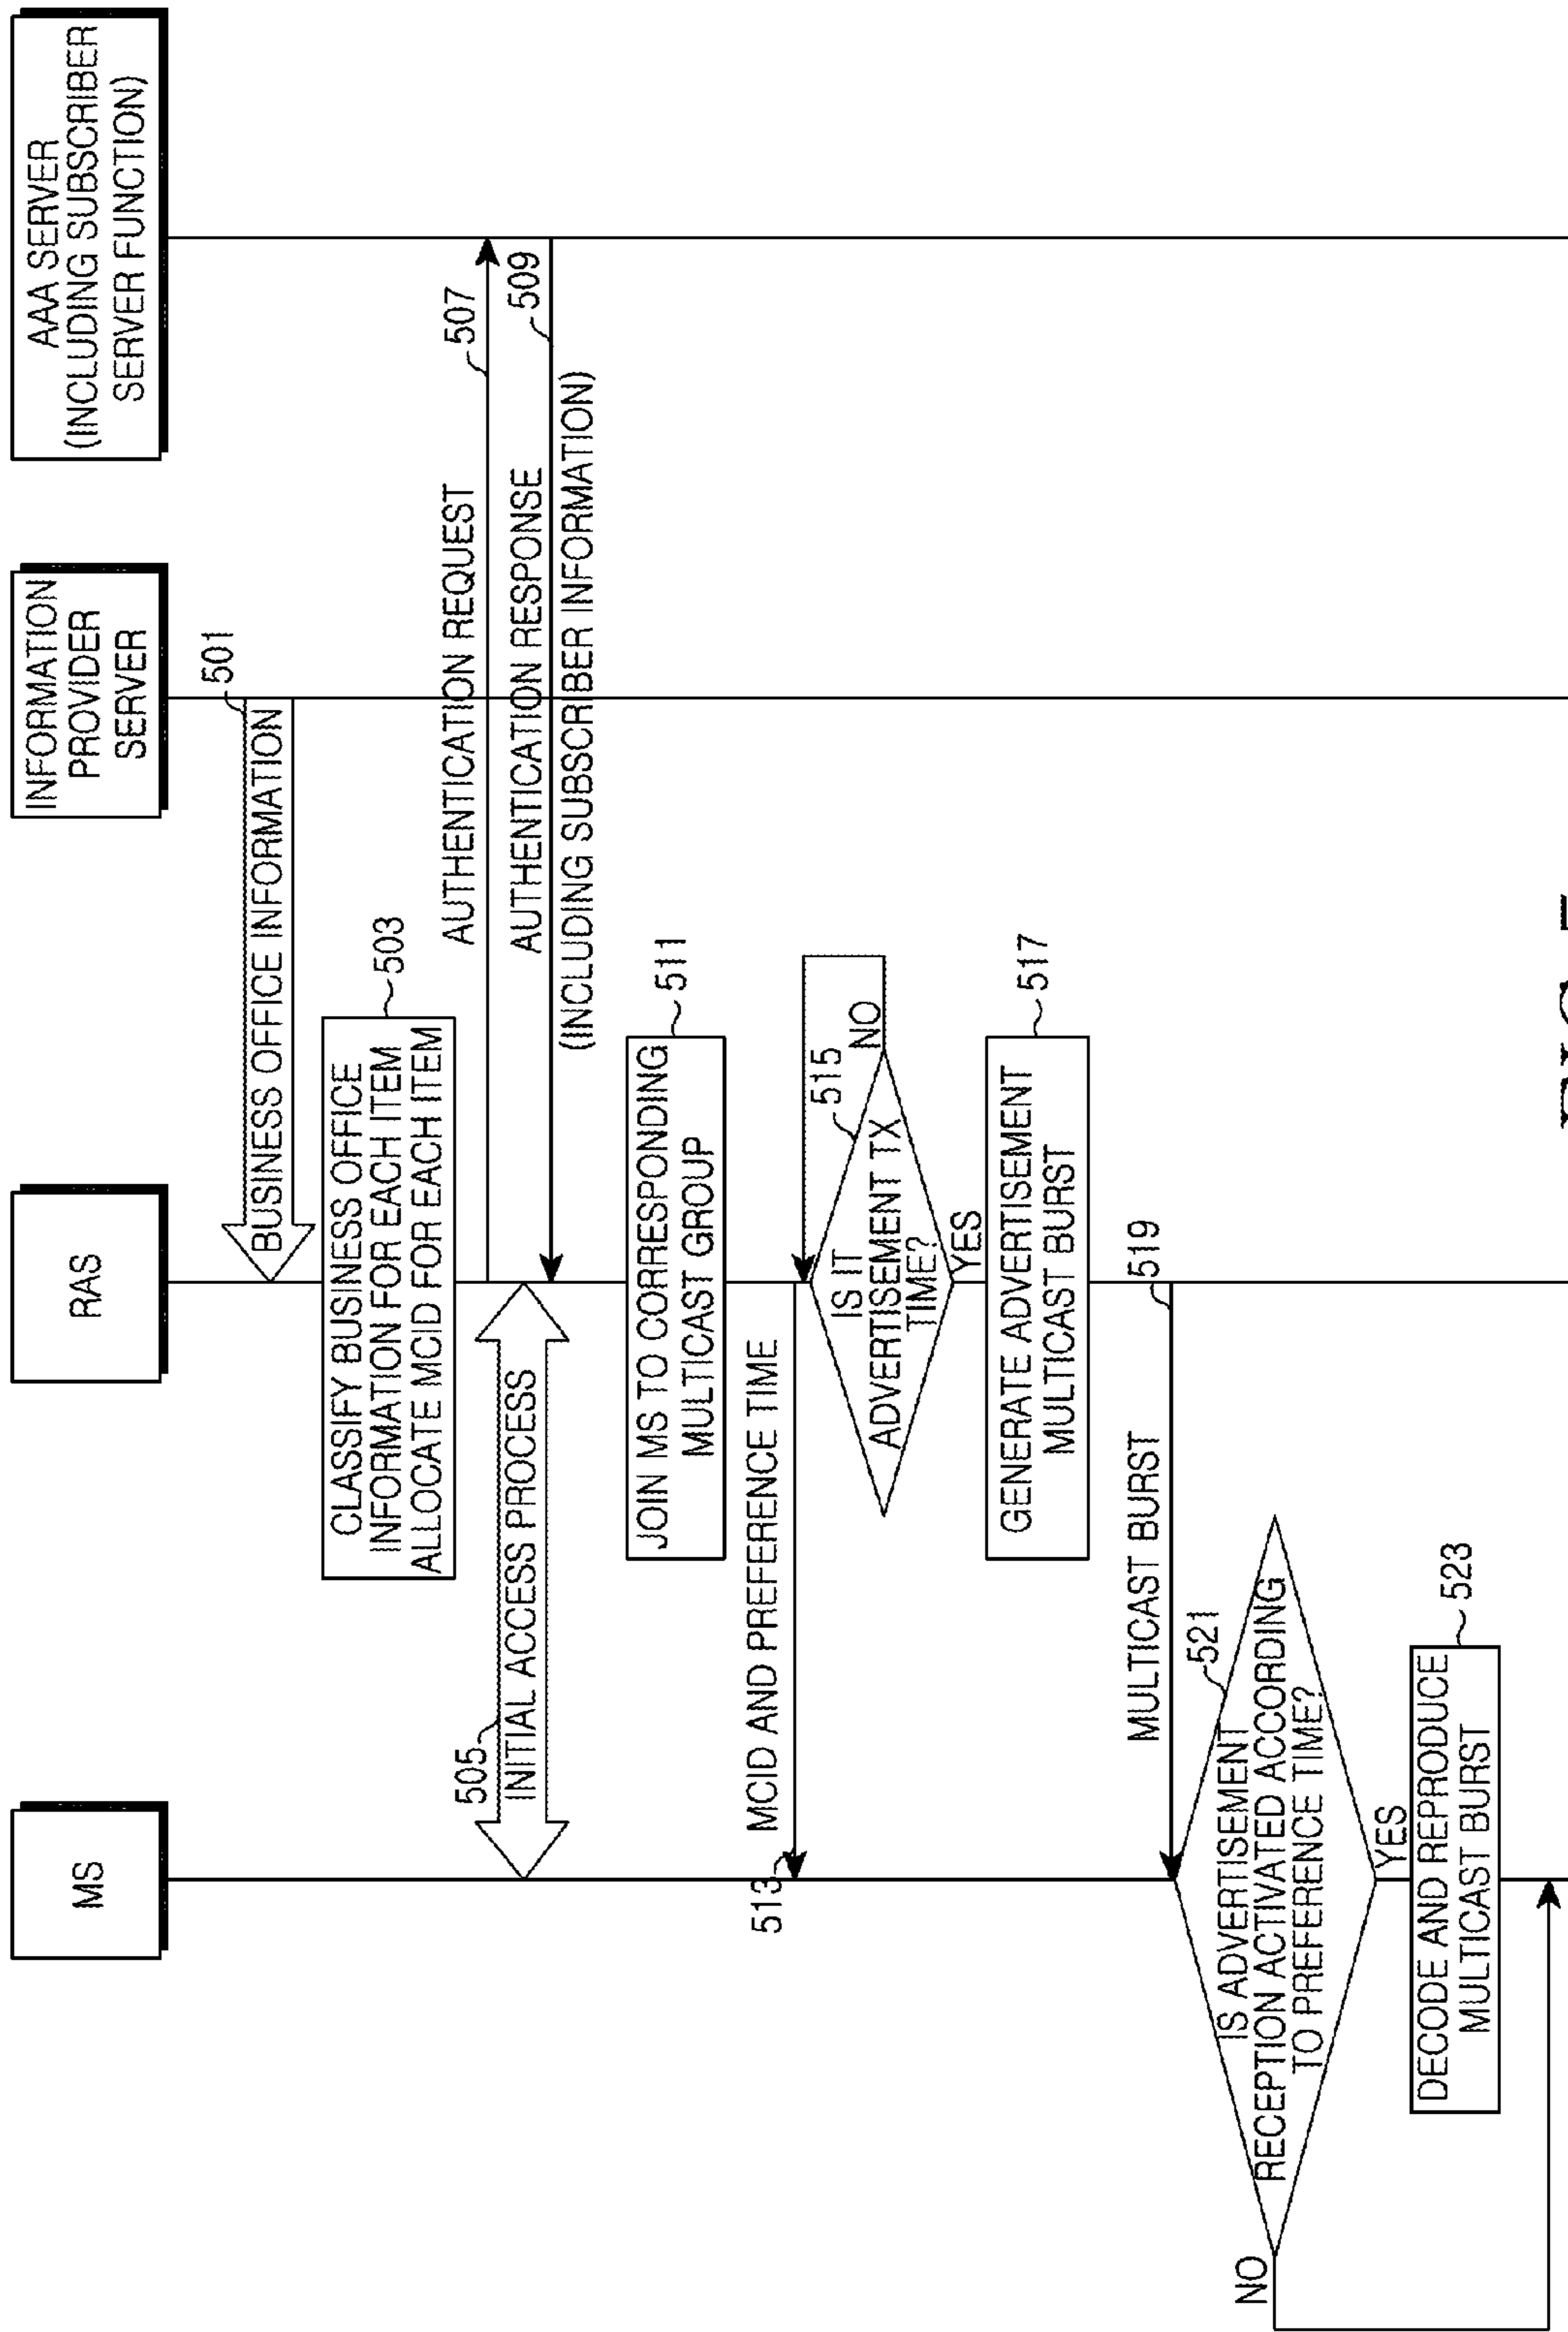 MS
RAS
INFORMATION
PROVIDER
SERVER
AAA SERVER
(INCLUDING SUBSCRIBER
SERVER FUNCTION)
501
BUSINESS OFFICE INFORMATION
503
CLASSIFY BUSINESS OFFICE
INFORMATION FOR EACH ITEM
ALLOCATE MCID FOR EACH ITEM
505
INITIAL ACCESS PROCESS
AUTHENTICATION REQUEST
507
AUTHENTICATION RESPONSE
509
(INCLUDING SUBSCRIBER INFORMATION)
511
JOIN MS TO CORRESPONDING
MULTICAST GROUP
513
MCID AND PREFERENCE TIME
515
IS IT
ADVERTISEMENT TX
TIME?
NO
YES
517
GENERATE ADVERTISEMENT
MULTICAST BURST
MULTICAST BURST
519
521
IS ADVERTISEMENT
RECEPTION ACTIVATED ACCORDING
TO PREFERENCE TIME?
NO
YES
523
DECODE AND REPRODUCE
MULTICAST BURST